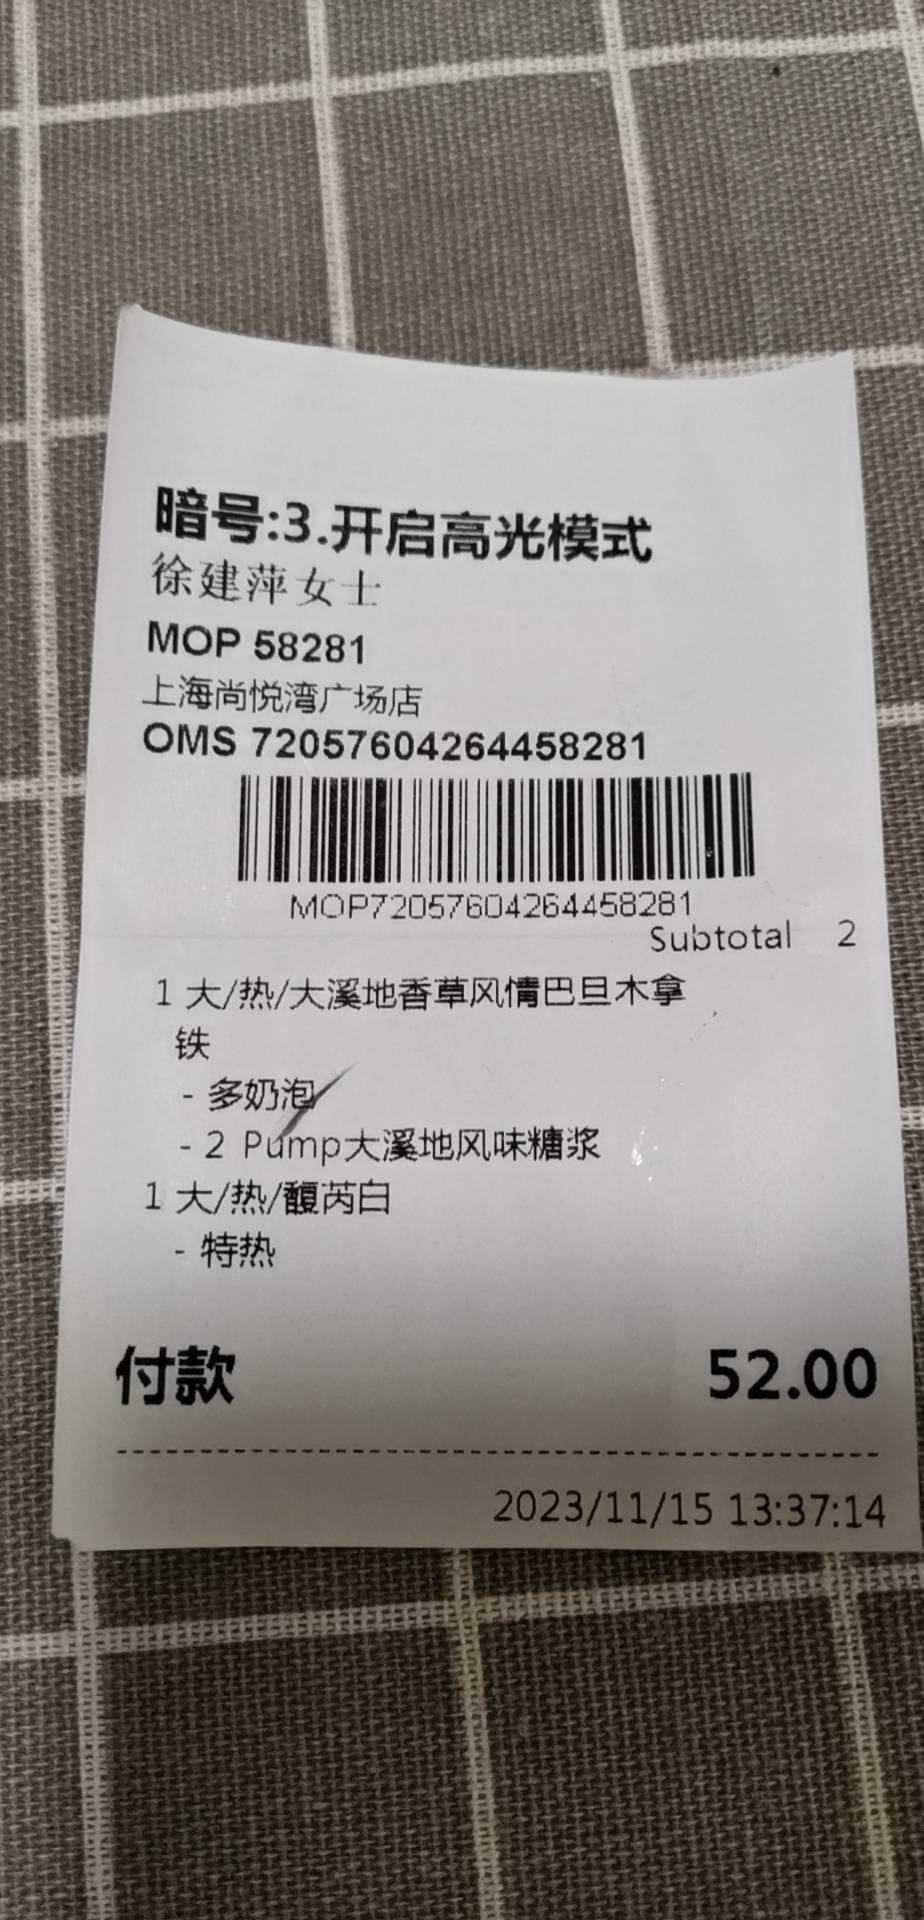 暗号:3.开启高光模式
徐建萍女士
MOP 58281
上海尚悦湾广场店
OMS 72057604264458281
MOP72057604264458281
Subtotal 2
1 大/热/大溪地香草风情巴旦木拿
铁
- 多奶泡
- 2 Pump大溪地风味糖浆
1 大/热/馥芮白
- 特热
付款 52.00
2023/11/15 13:37:14